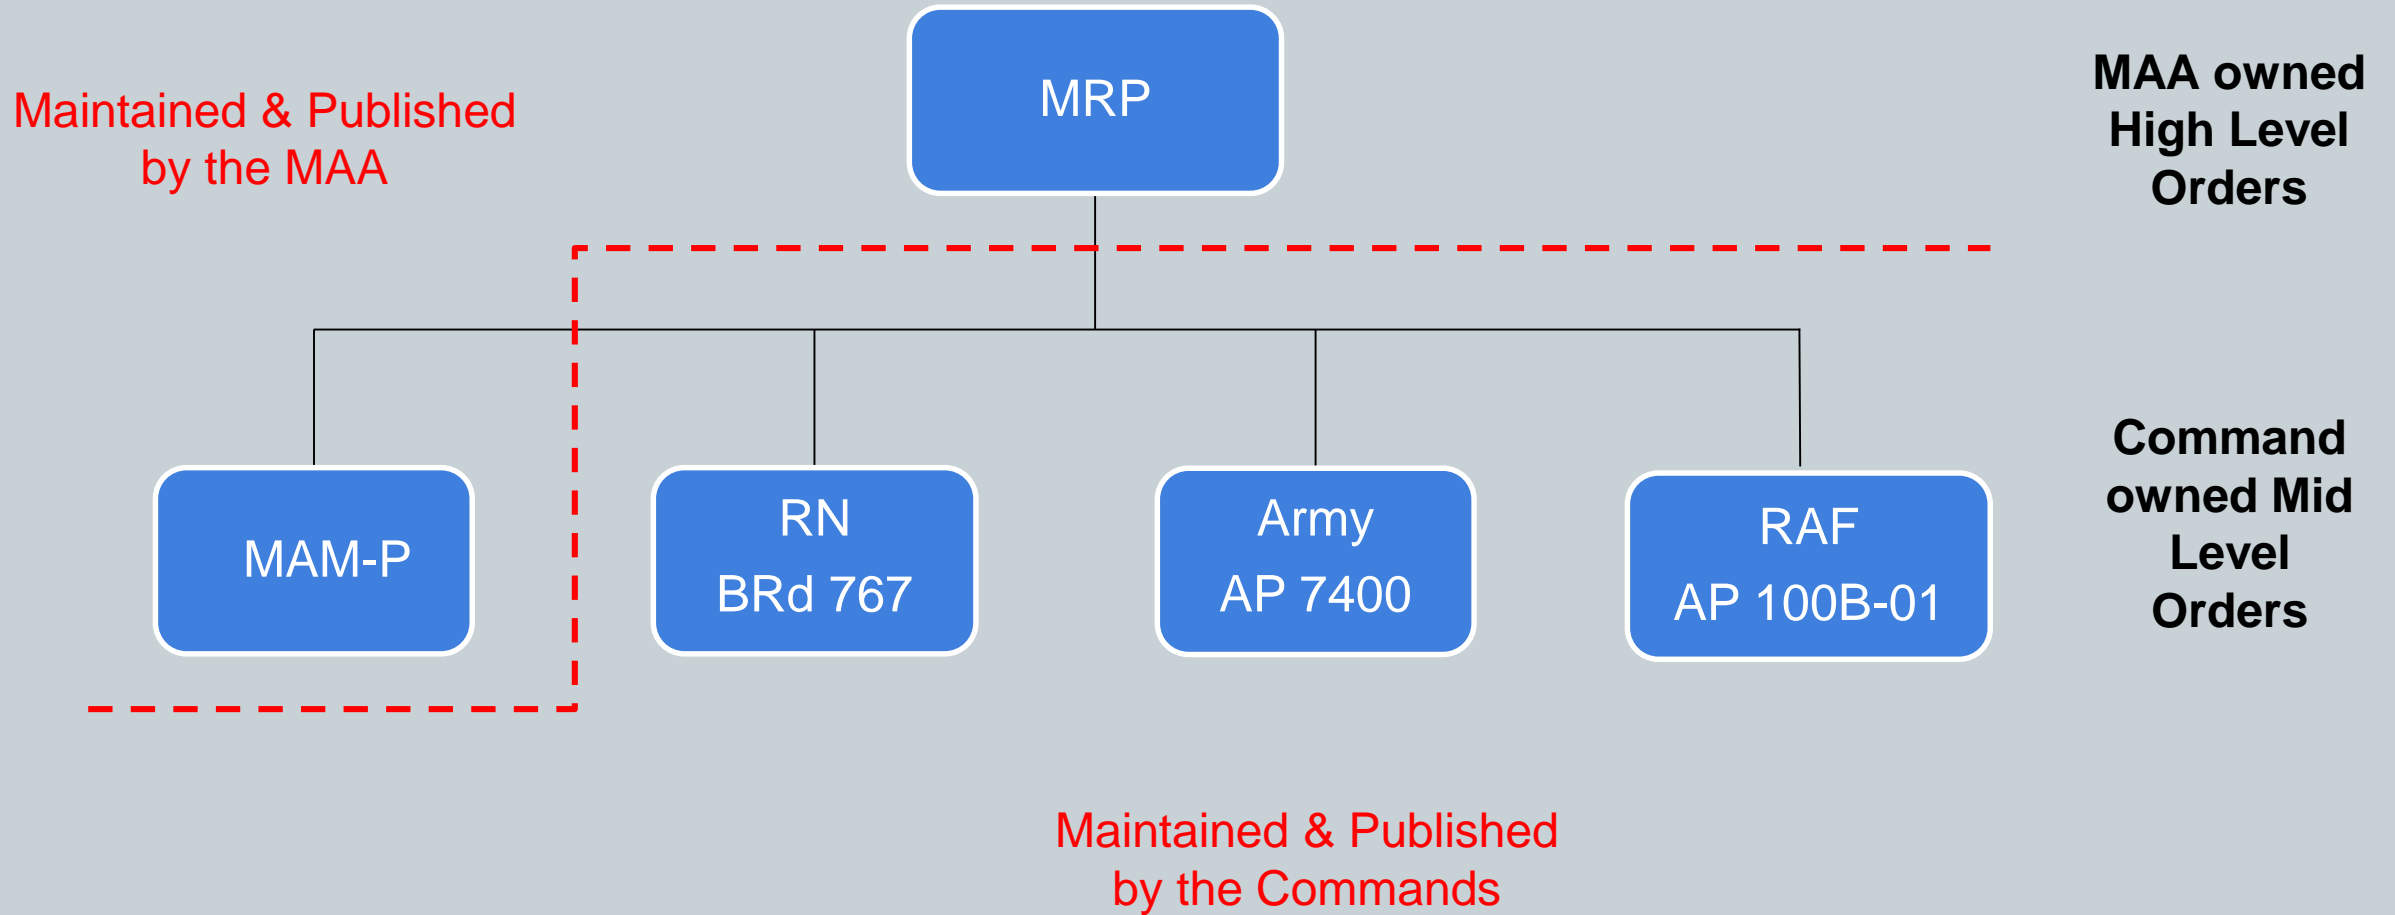 MRP
Maintained & Published
by the MAA
MAA owned
High Level
Orders
MAM-P
RN
BRd 767
Army
AP 7400
RAF
AP 100B-01
Command
owned Mid
Level
Orders
Maintained & Published
by the Commands